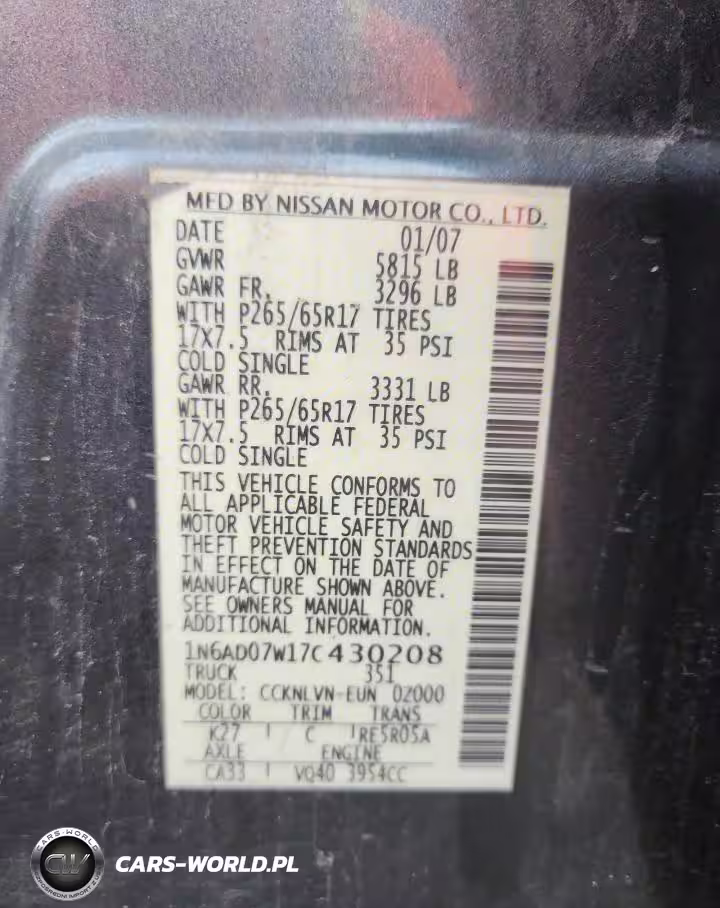 MFD BY NISSAN MOTOR CO., LTD.
DATE 01/07
GVWR 5815 LB
GAWR FR. 3296 LB
WITH P265/65R17 TIRES
17X7.5 RIMS AT 35 PSI
COLD SINGLE
GAWR RR. 3331 LB
WITH P265/65R17 TIRES
17X7.5 RIMS AT 35 PSI
COLD SINGLE
THIS VEHICLE CONFORMS TO
ALL APPLICABLE FEDERAL
MOTOR VEHICLE SAFETY AND
THEFT PREVENTION STANDARDS
IN EFFECT ON THE DATE OF
MANUFACTURE SHOWN ABOVE.
SEE OWNERS MANUAL FOR
ADDITIONAL INFORMATION.
1N6AD07W17C430208
TRUCK 351
MODEL: CCKNLVN-EUN 0Z000
COLOR TRIM TRANS
K27 C RE5R05A
AXLE ENGINE
CA33 VQ40 3954CC
CARS-WORLD
CW
CARS-WORLD.PL